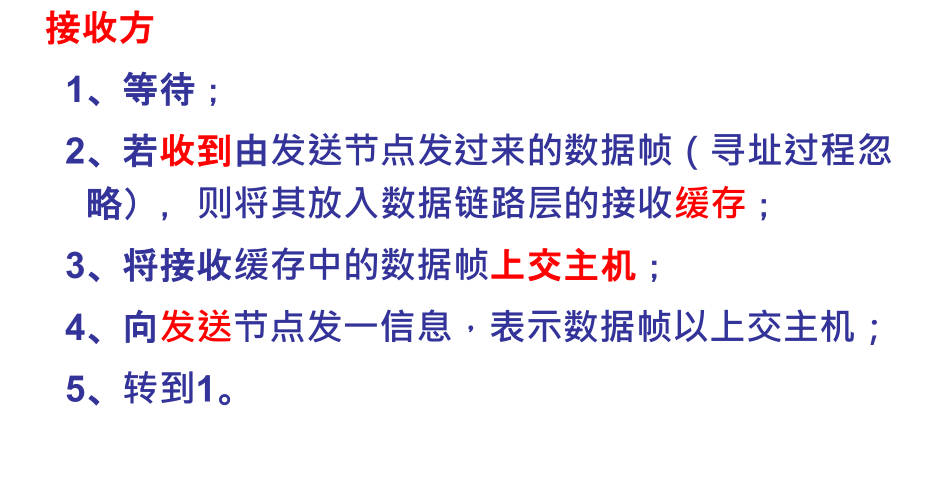 接收方
1、等待；
2、若收到由发送节点发过来的数据帧（寻址过程忽
略），则将其放入数据链路层的接收缓存；
3、将接收缓存中的数据帧上交主机；
4、向发送节点发一信息，表示数据帧以上交主机；
5、转到1。